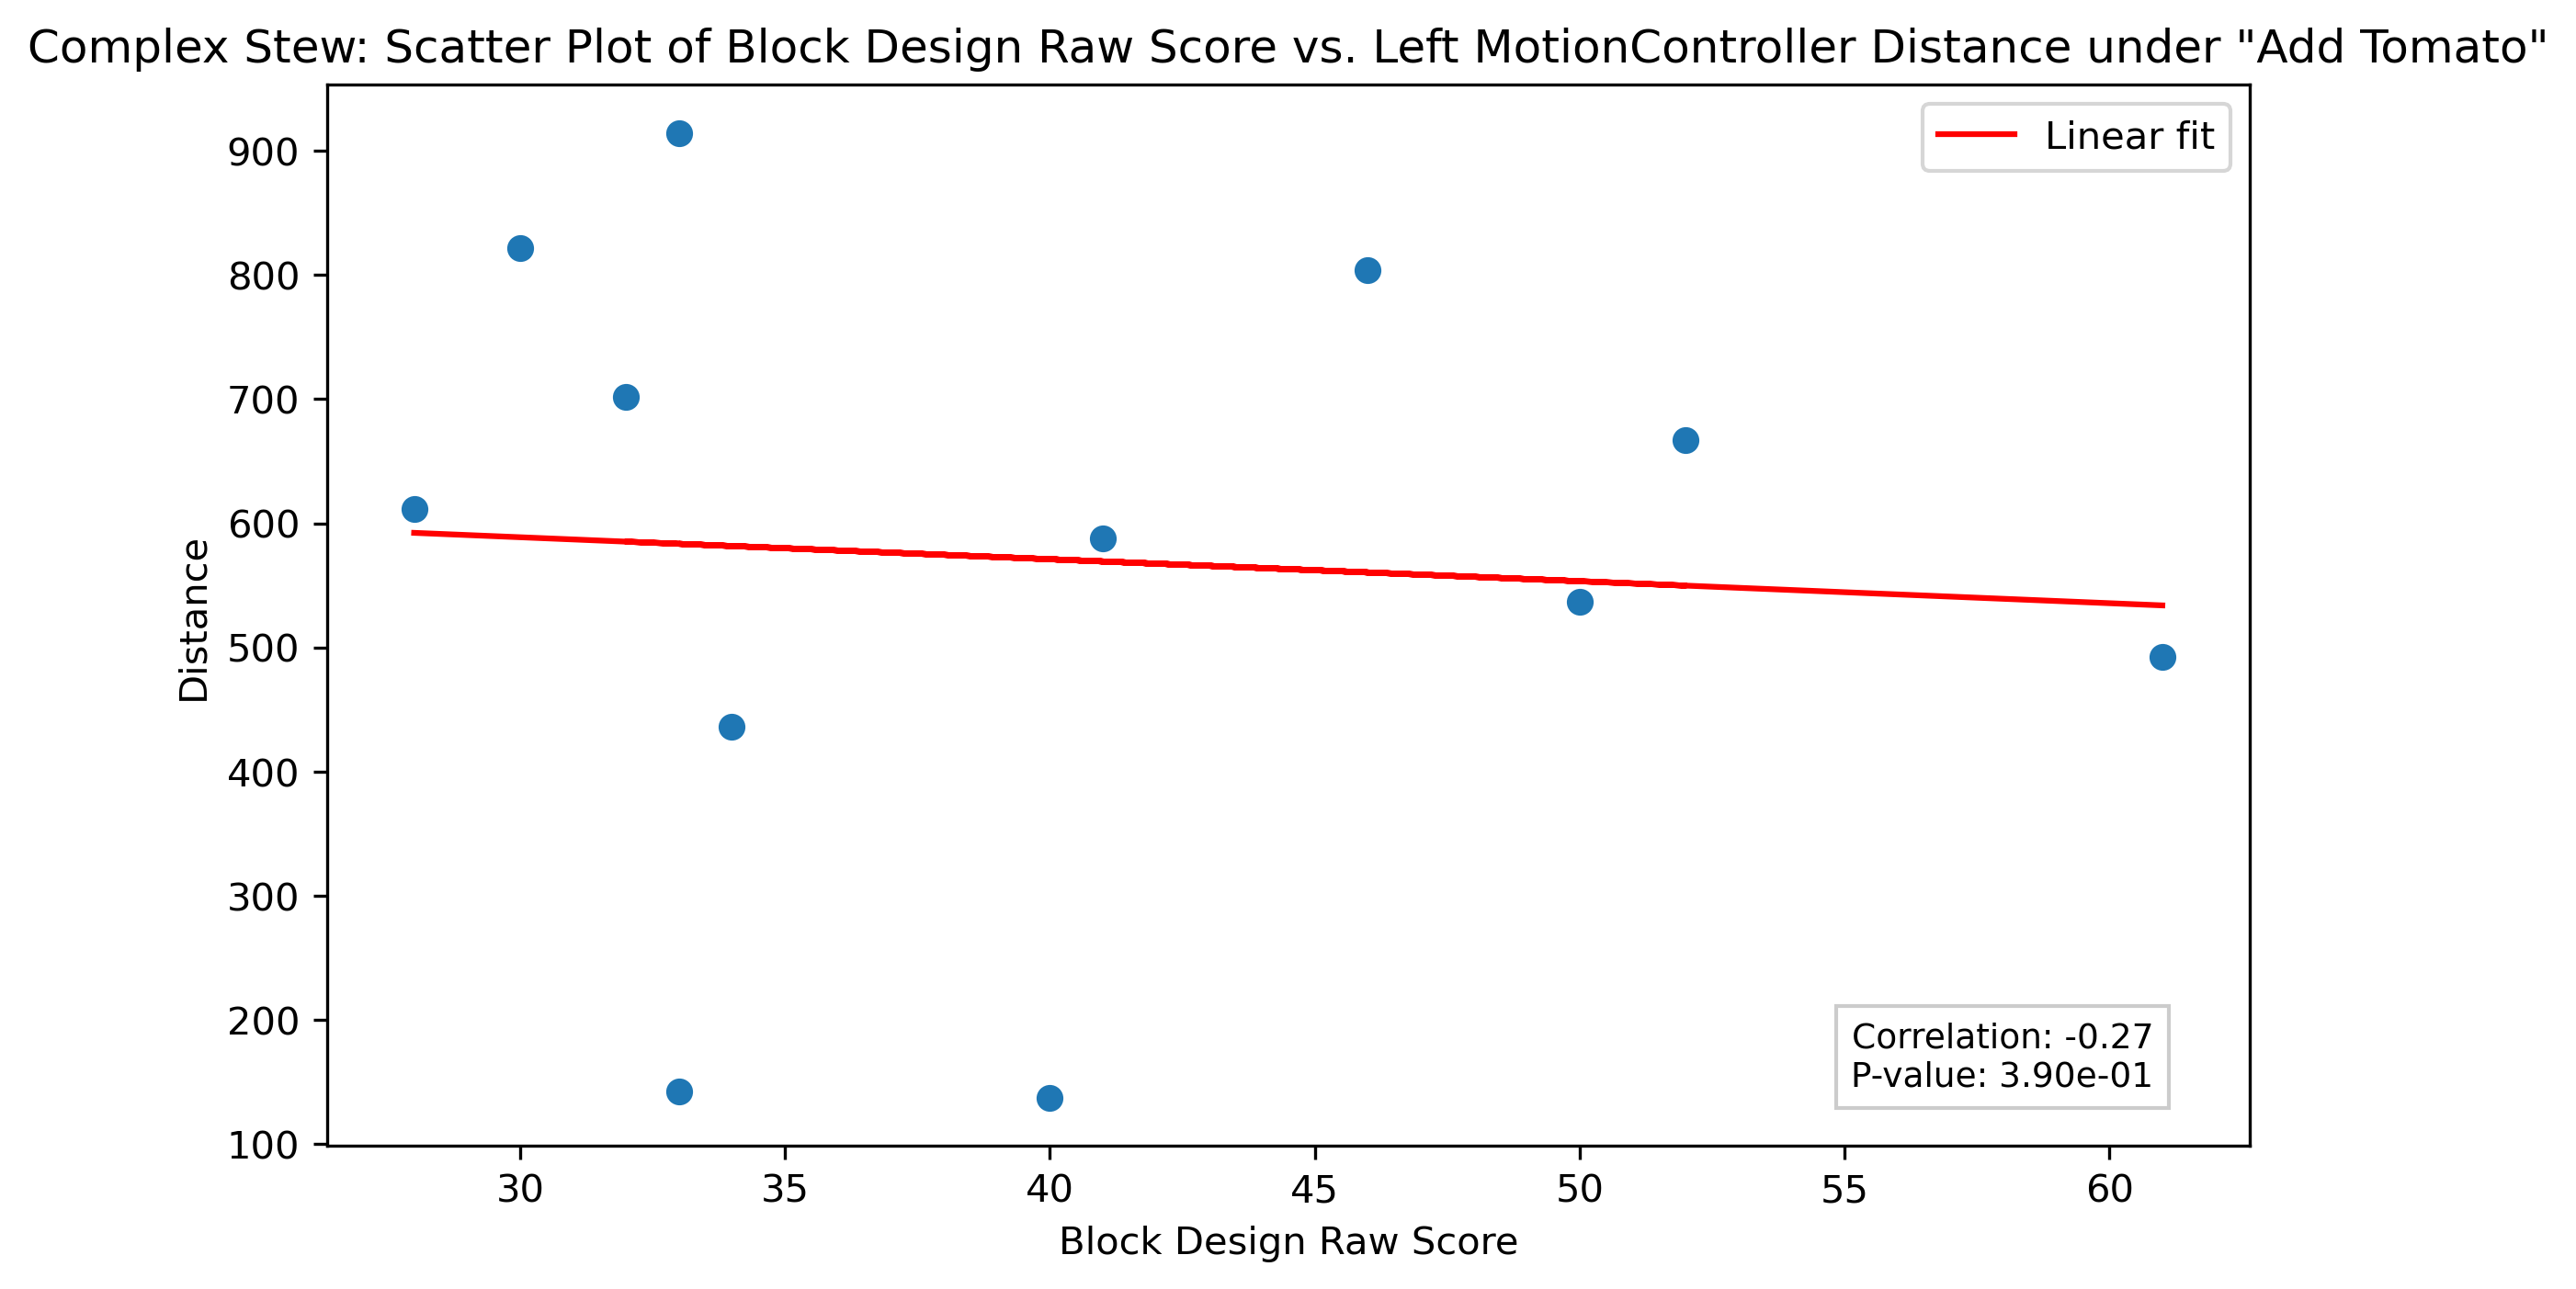 Complex Stew: Scatter Plot of Block Design Raw Score vs. Left MotionController Distance under "Add Tomato"
Linear fit
900
800
700
600
500
400
300
200
100
Distance
Correlation: -0.27
P-value: 3.90e-01
30 35 40 45 50 55 60
Block Design Raw Score